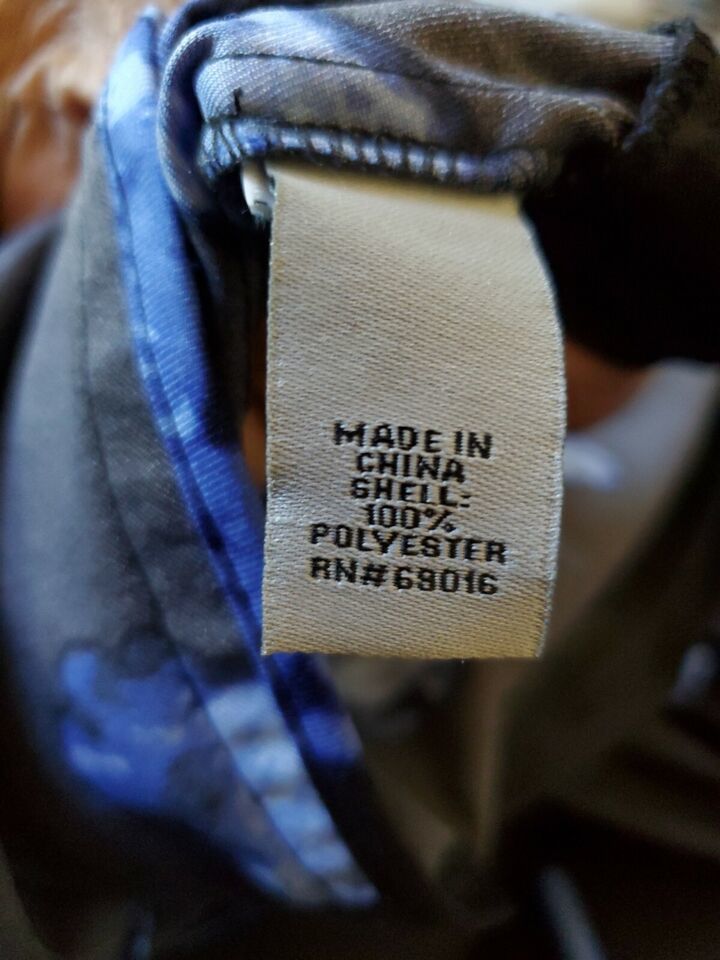 MADE IN
CHINA
SHELL:
100%
POLYESTER
RN#69016